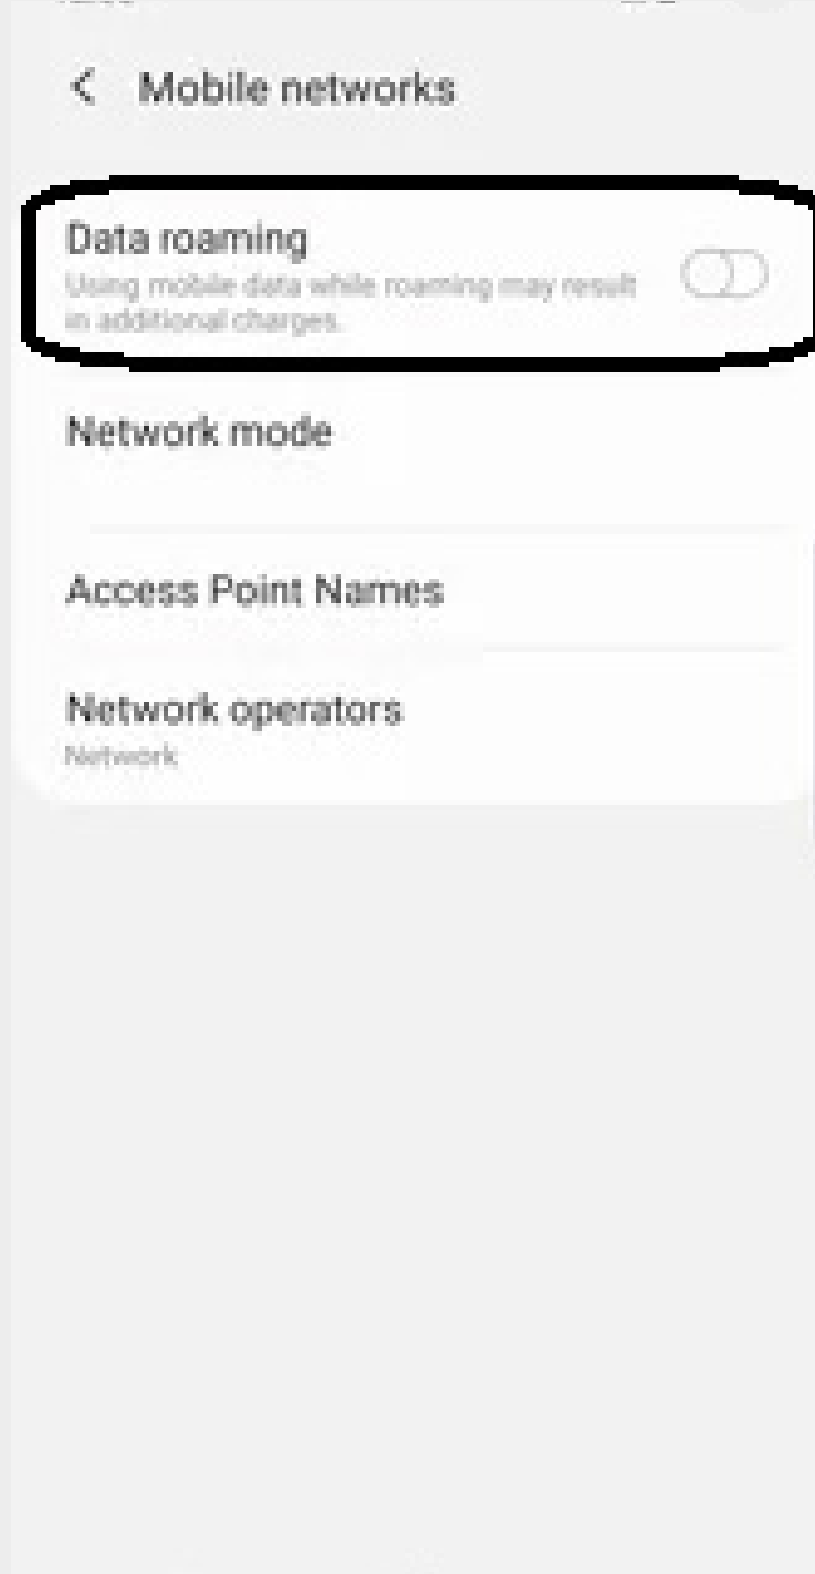 Mobile networks
Data roaming
Using mobile data while roaming may result
in additional charges.
Network mode
Access Point Names
Network operators
Network